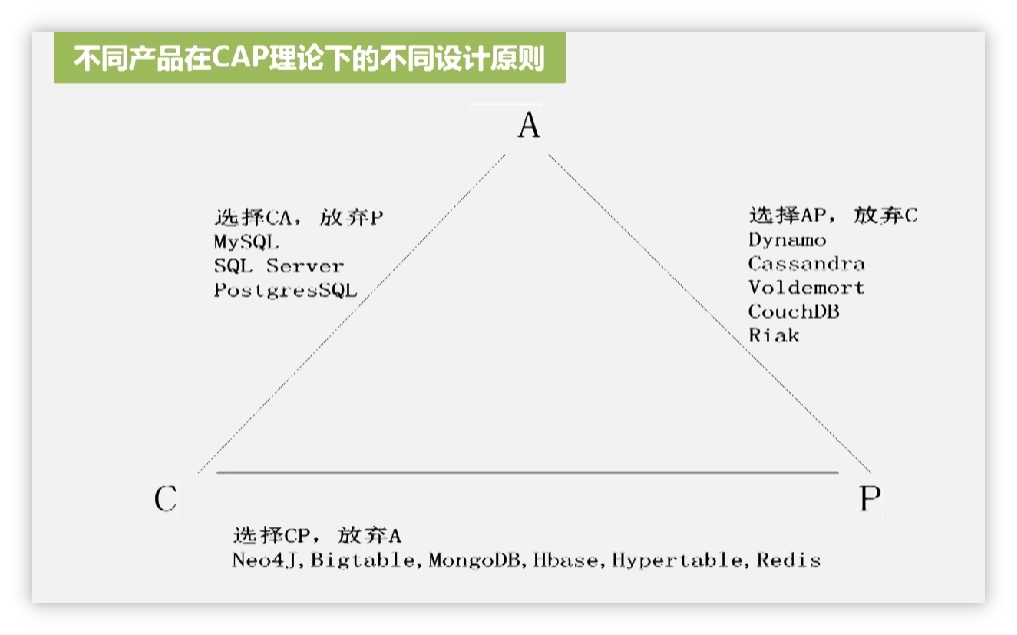 不同产品在CAP理论下的不同设计原则
A
选择CA，放弃P
MySQL
SQL Server
PostgresSQL
选择AP，放弃C
Dynamo
Cassandra
Voldemort
CouchDB
Riak
C
P
选择CP，放弃A
Neo4J,Bigtable,MongoDB,Hbase,Hypertable,Redis